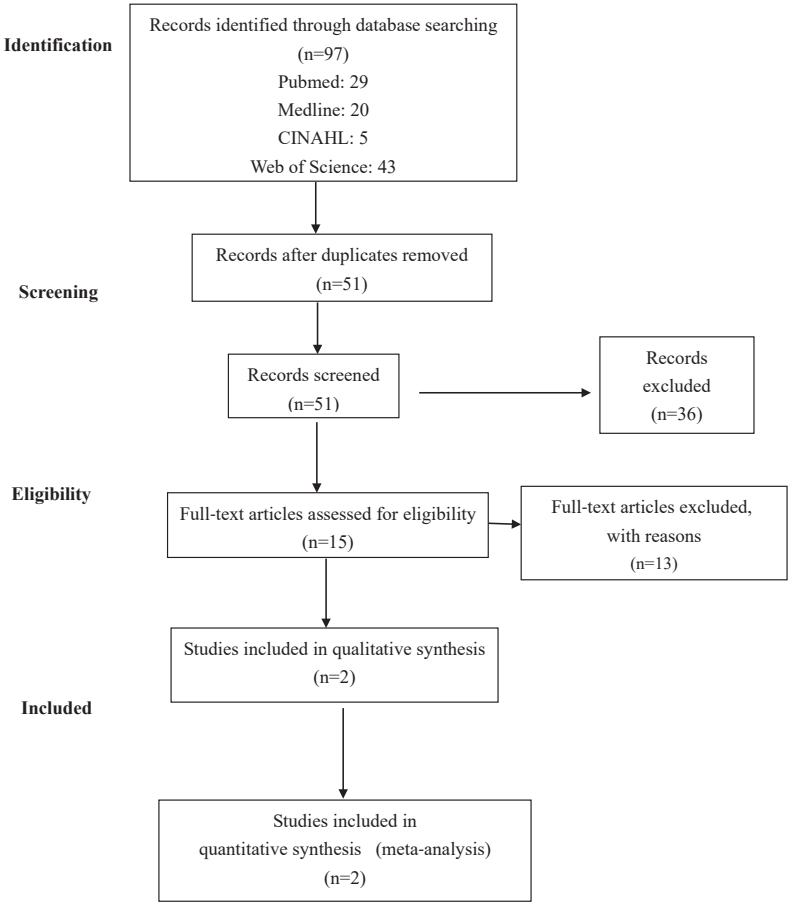 Identification
Records identified through database searching
(n=97)
Pubmed: 29
Medline: 20
CINAHL: 5
Web of Science: 43
Records after duplicates removed
(n=51)
Screening
Records screened
(n=51)
Records
excluded
(n=36)
Eligibility
Full-text articles assessed for eligibility
(n=15)
Full-text articles excluded,
with reasons
(n=13)
Studies included in qualitative synthesis
(n=2)
Included
Studies included in
quantitative synthesis (meta-analysis)
(n=2)